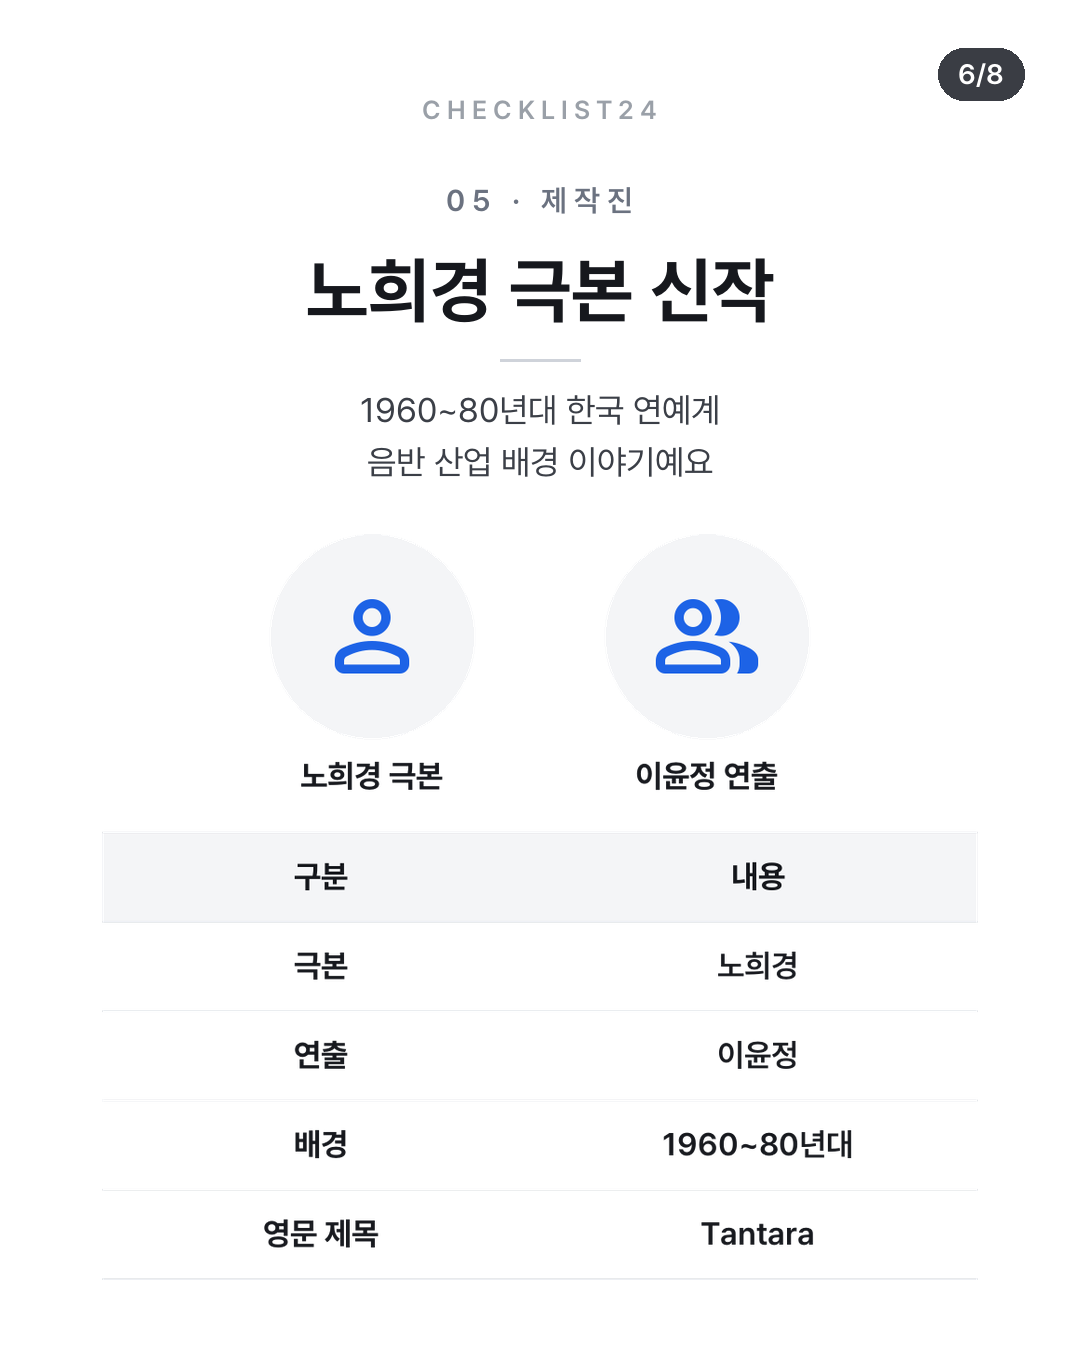 6/8
CHECKLIST24
05 · 제작진
노희경 극본 신작
1960~80년대 한국 연예계
음반 산업 배경 이야기예요
노희경 극본
이윤정 연출
구분 내용
극본 노희경
연출 이윤정
배경 1960~80년대
영문 제목 Tantara